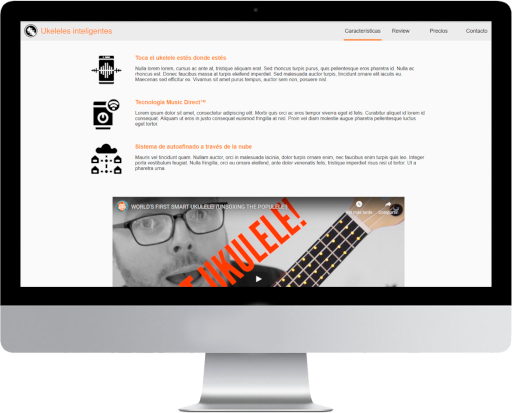 Ukeleles inteligentes
Características Review Precios Contacto
Toca el ukelele estés donde estés
Nulla lorem lorem, cursus ac ante at, tristique aliquam erat. Sed rhoncus turpis purus, quis pellentesque eros pharetra id. Nulla ac
rhoncus est. Donec faucibus massa at turpis eleifend imperdiet. Sed malesuada auctor turpis, tincidunt ornare elit iaculis eu.
Maecenas sed efficitur ex. Vivamus sit amet purus tempus, auctor sem non, posuere nisl.
Tecnología Music Direct™
Lorem ipsum dolor sit amet, consectetur adipiscing elit. Morbi quis orci ac eros tempor viverra eget id felis. Curabitur aliquet id lorem id
consequat. Aliquam ut eros in justo consequat euismod fringilla at nisl. Proin vel diam molestie augue pharetra pellentesque luctus
eget tortor.
Sistema de autoafinado a través de la nube
Mauris vel tincidunt quam. Nullam auctor, orci in malesuada lacinia, dolor turpis ornare enim, nec faucibus enim turpis quis leo. Integer
porta vestibulum feugiat. Nulla fringilla, orci eu ornare eleifend, ante dolor venenatis felis, tristique imperdiet mus nisl ut tortor. Ut a
pharetra urna.
WORLD'S FIRST SMART UKULELE! (UNBOXING THE POPULELE)
E UKULELE!